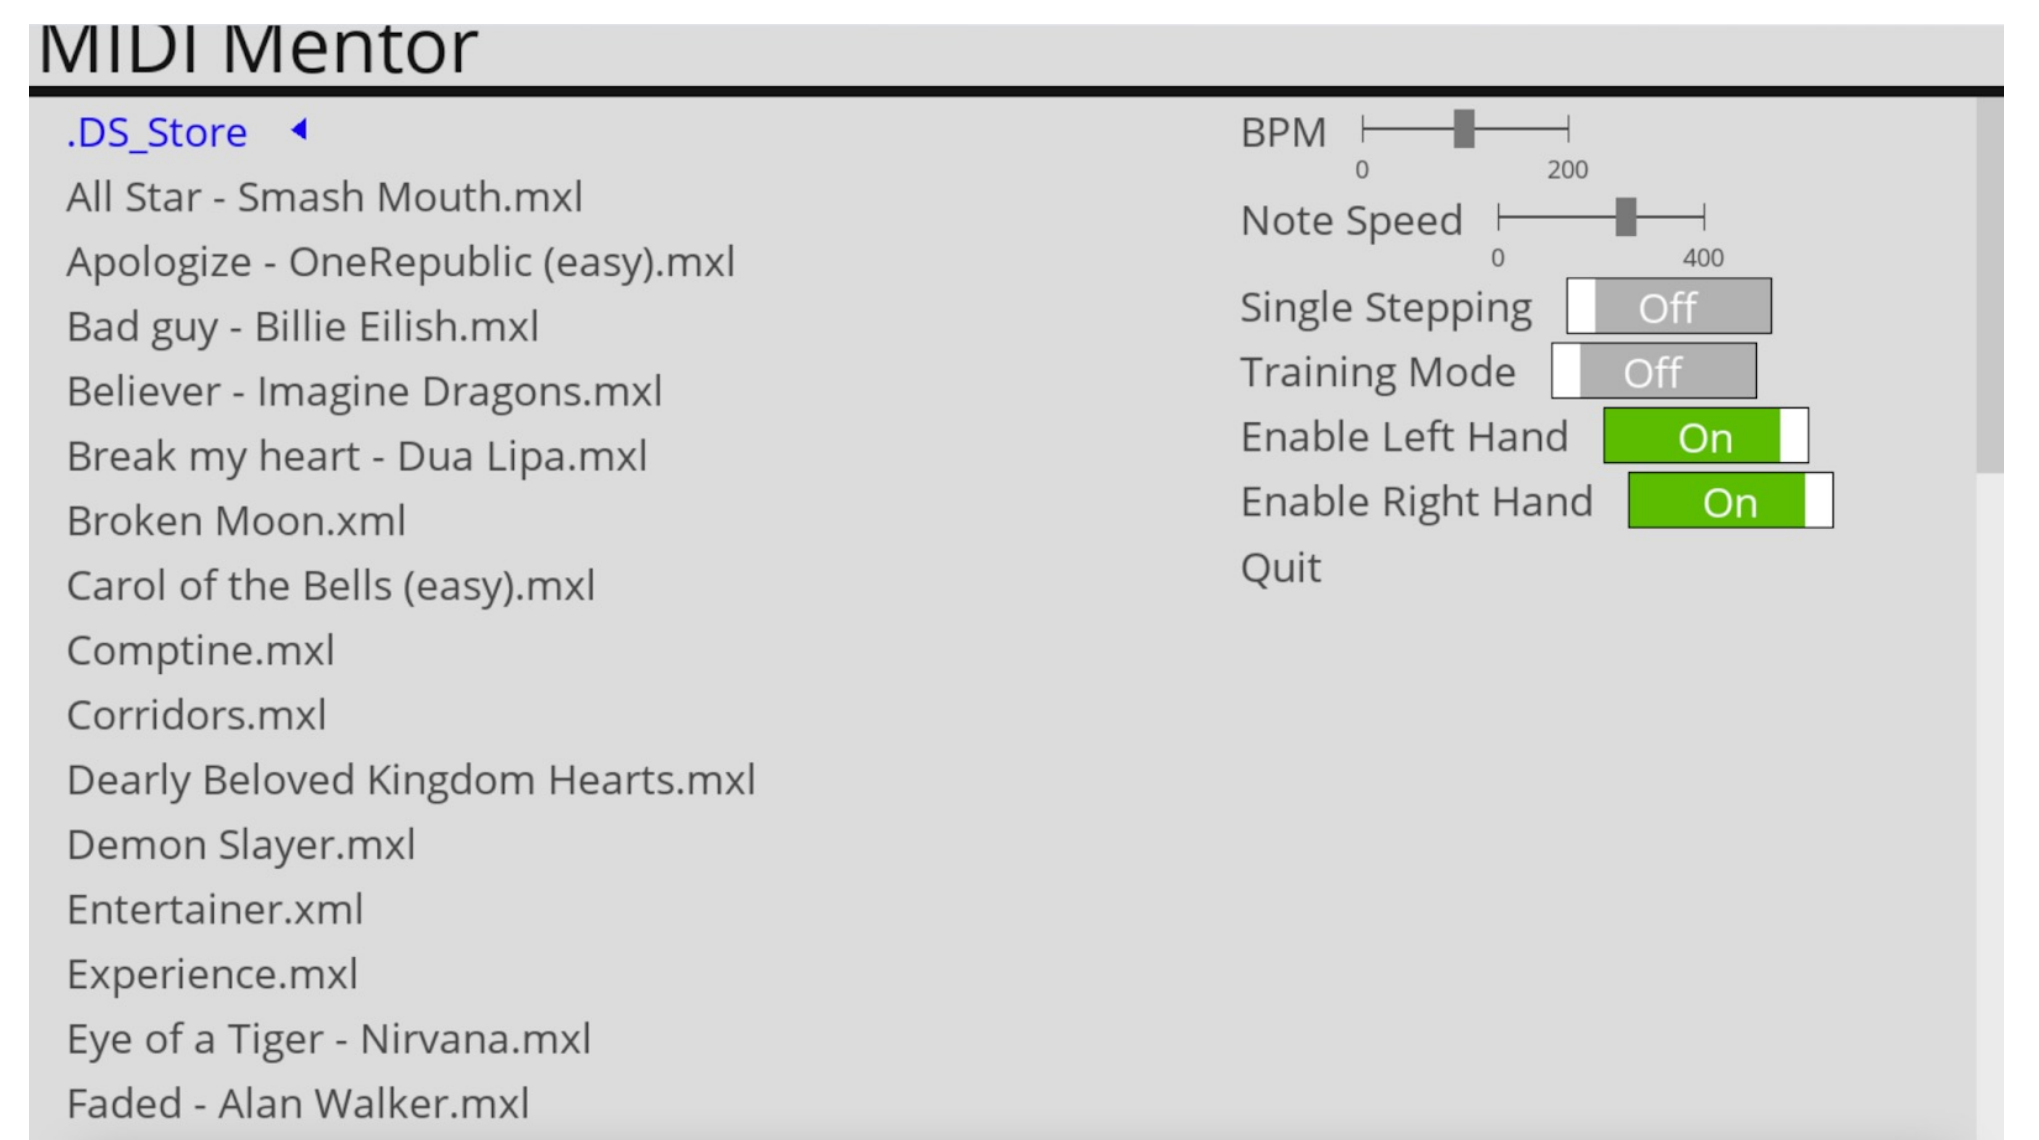 MIDI Mentor
.DS_Store
All Star - Smash Mouth.mxl
Apologize - OneRepublic (easy).mxl
Bad guy - Billie Eilish.mxl
Believer - Imagine Dragons.mxl
Break my heart - Dua Lipa.mxl
Broken Moon.xml
Carol of the Bells (easy).mxl
Comptine.mxl
Corridors.mxl
Dearly Beloved Kingdom Hearts.mxl
Demon Slayer.mxl
Entertainer.xml
Experience.mxl
Eye of a Tiger - Nirvana.mxl
Faded - Alan Walker.mxl
BPM
0 200
Note Speed
0 400
Single Stepping Off
Training Mode Off
Enable Left Hand On
Enable Right Hand On
Quit